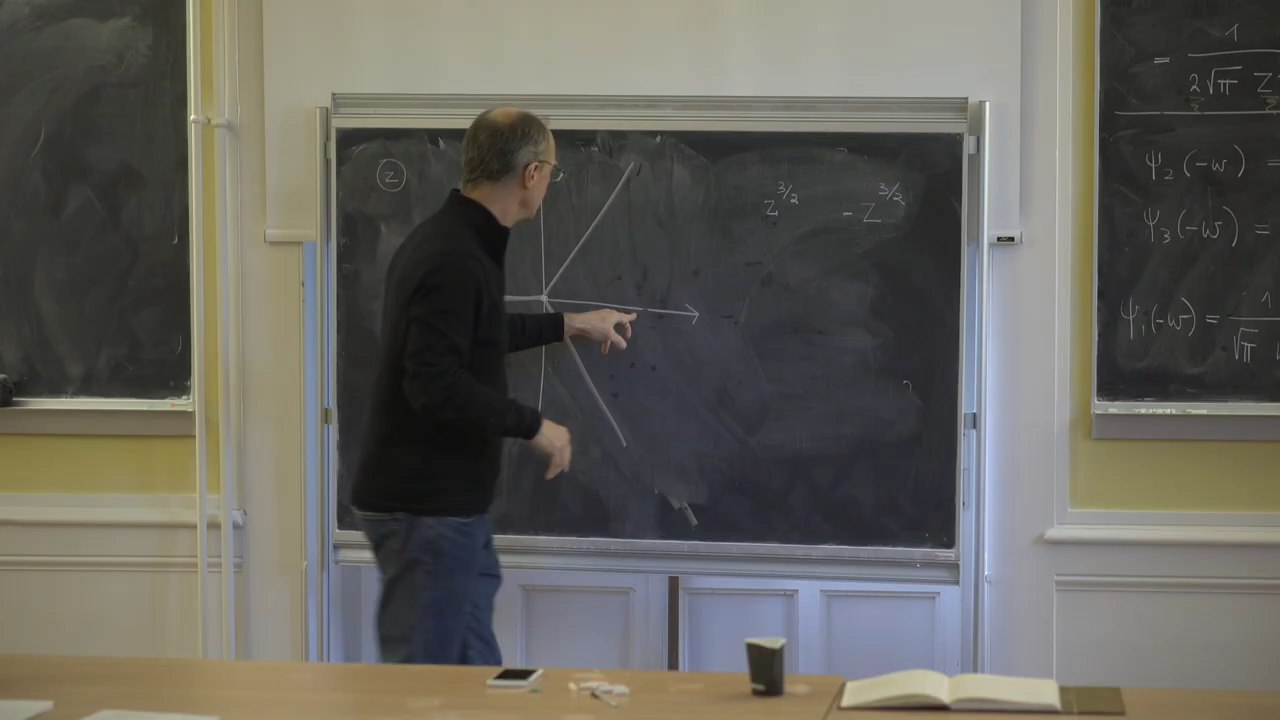 z
z^{3/2} -z^{3/2}
= 1
2√π z
ψ₂(-w) =
ψ₃(-w) =
ψ₁(-w) = -1
√π